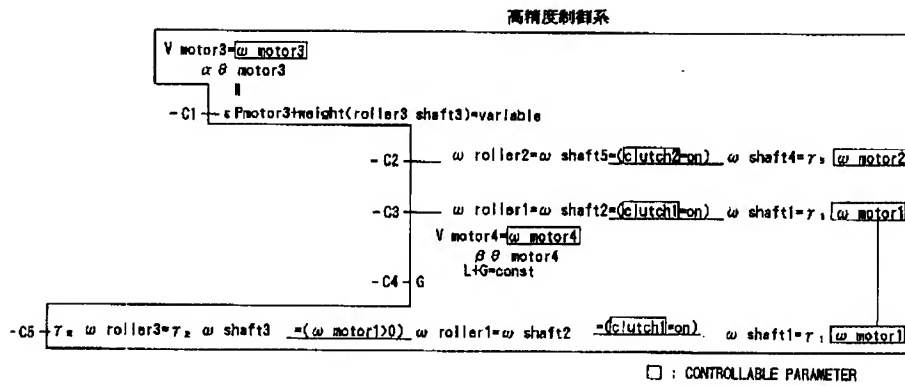 高精度制御系
V motor3=ω motor3
α θ motor3
॥
-C1 ε Pmotor3+weight(roller3 shaft3)=variable
-C2 ω roller2=ω shaft5=(clutch2=on) ω shaft4=γ₃ ω motor2
-C3 ω roller1=ω shaft2=(clutch1=on) ω shaft1=γ₁ ω motor1
V motor4=ω motor4
β θ motor4
L+G=const
-C4 G
-C5 γ₂ ω roller3=γ₂ ω shaft3 =(ω motor1>0) ω roller1=ω shaft2 =(clutch1=on) ω shaft1=γ₁ ω motor1
□ : CONTROLLABLE PARAMETER